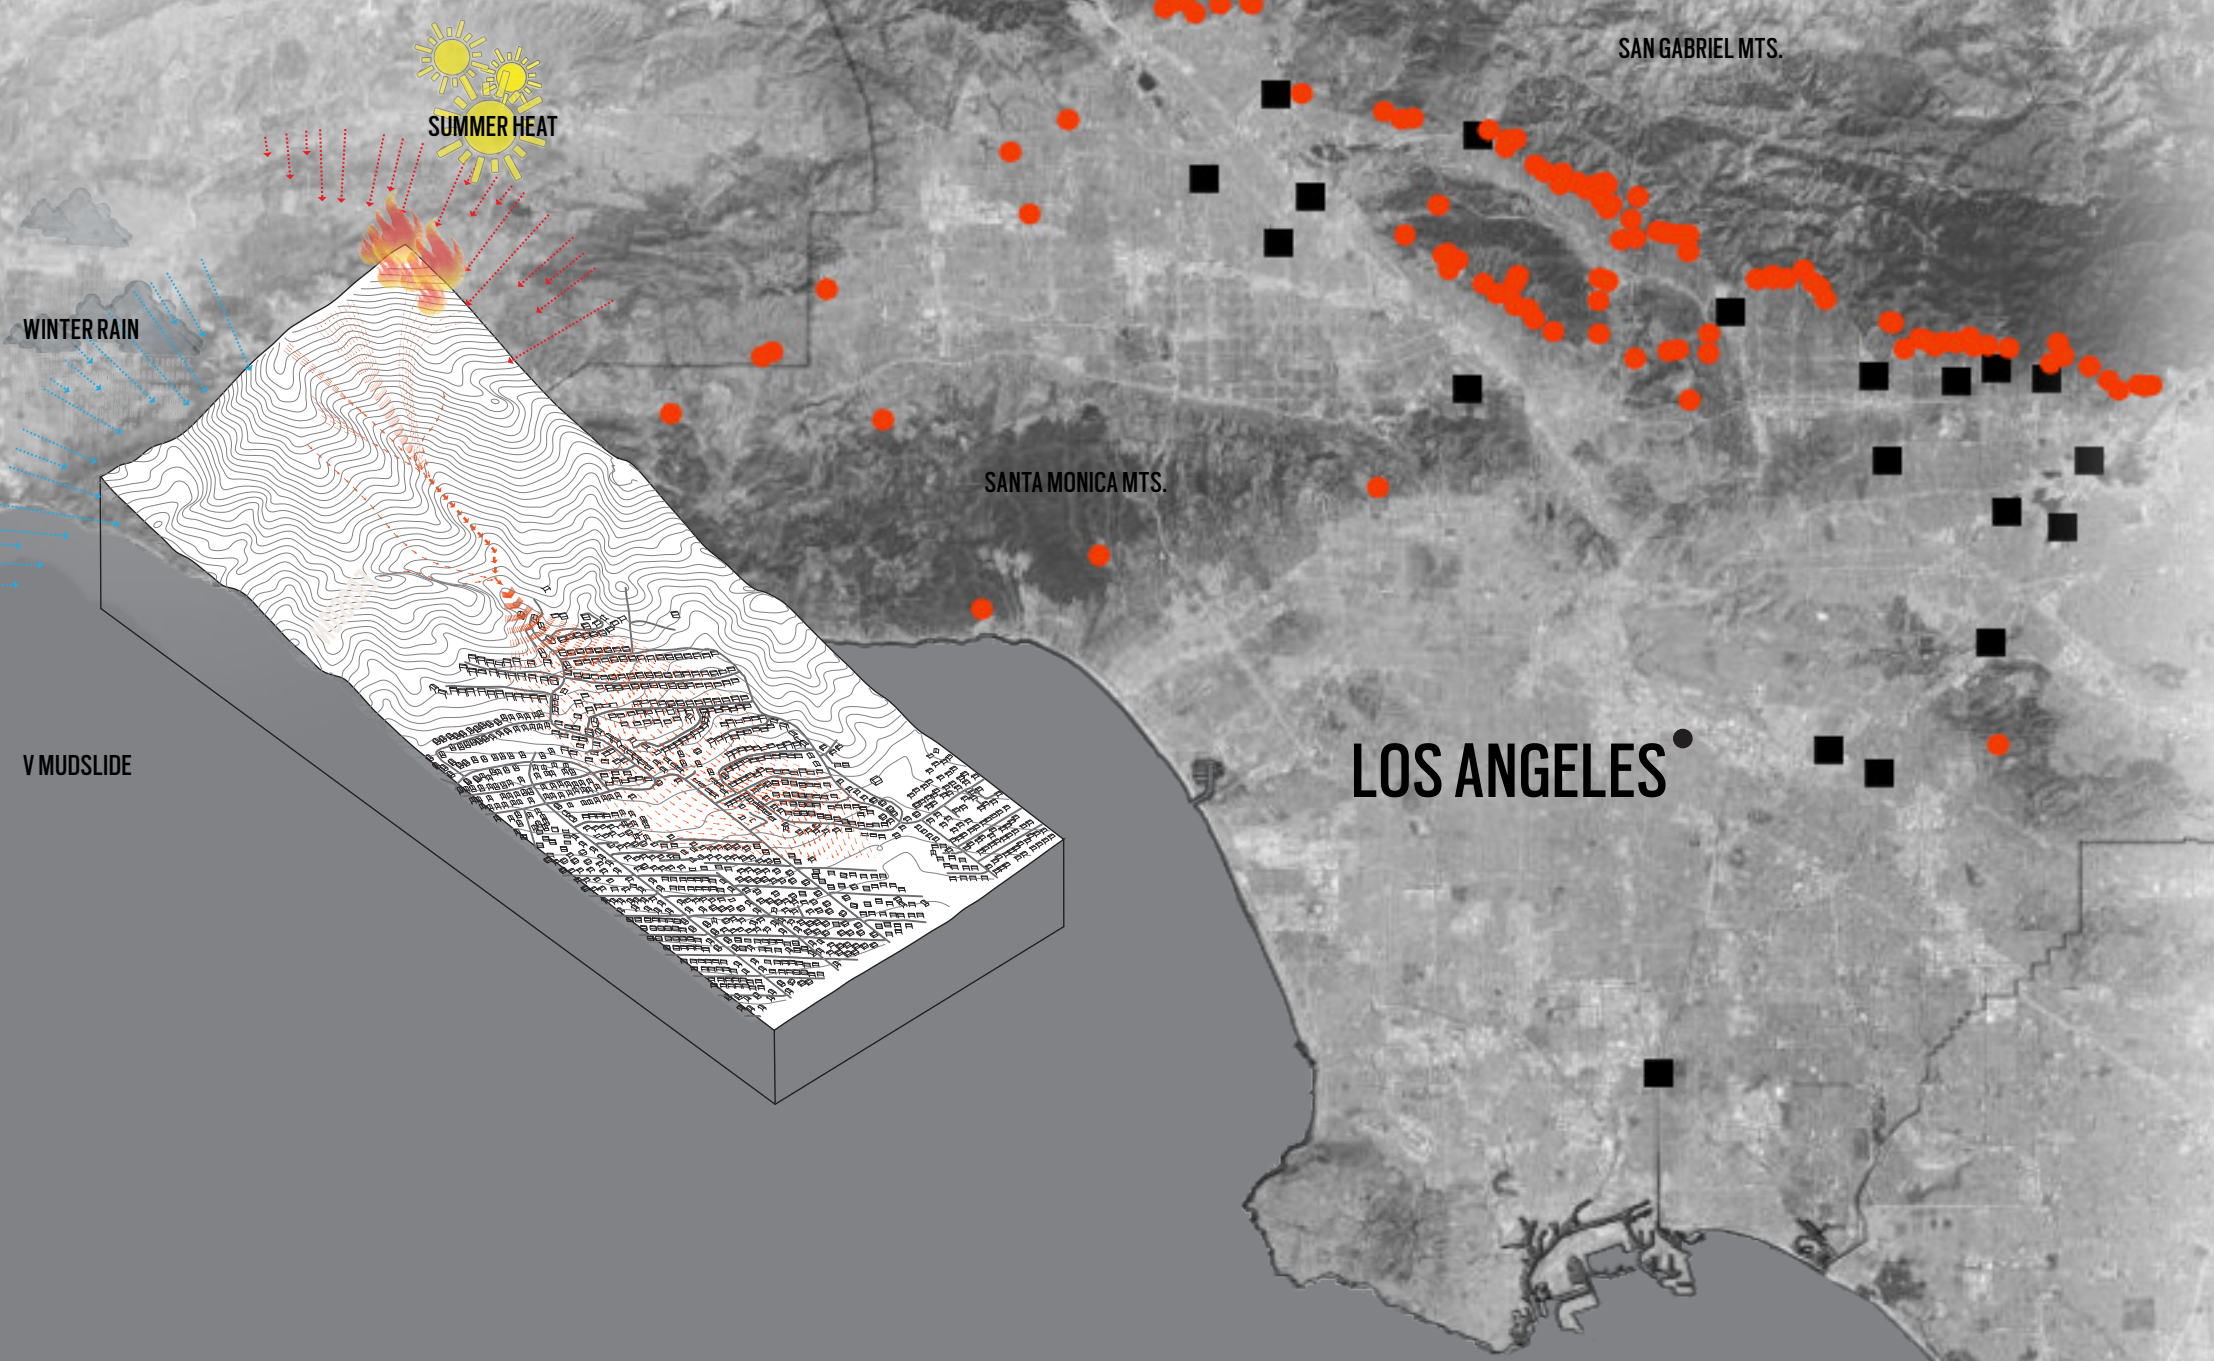 SAN GABRIEL MTS.
SUMMER HEAT
WINTER RAIN
SANTA MONICA MTS.
V MUDSLIDE
LOS ANGELES